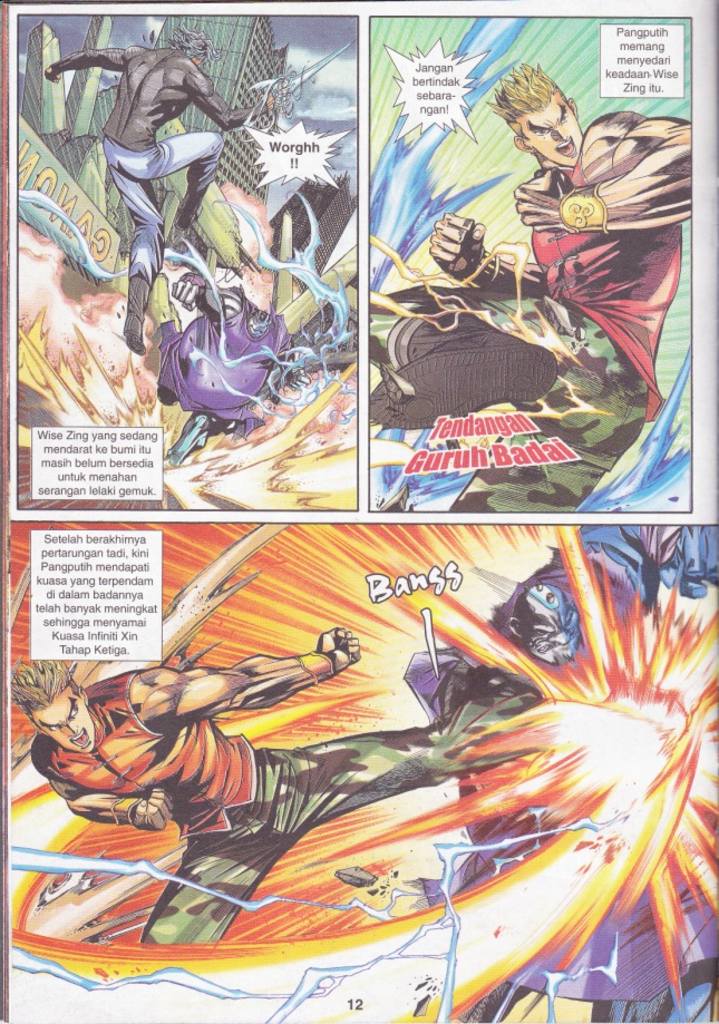 GAWOW
Worghh
!!
Wise Zing yang sedang
mendarat ke bumi itu
masih belum bersedia
untuk menahan
serangan lelaki gemuk.
Jangan
bertindak
sebara-
ngan!
Pangputih
memang
menyedari
keadaan Wise
Zing itu.
Tendangan
Guruh Badai
Setelah berakhirnya
pertarungan tadi, kini
Pangputih mendapati
kuasa yang terpendam
di dalam badannya
telah banyak meningkat
sehingga menyamai
Kuasa Infiniti Xin
Tahap Ketiga.
Bangss
12